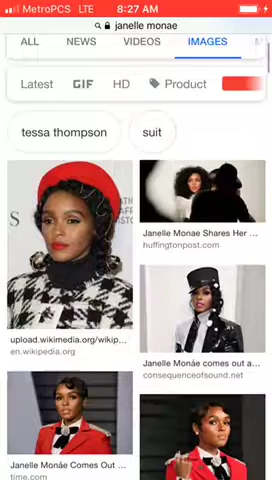 MetroPCS LTE 8:27 AM
janelle monae
ALL NEWS VIDEOS IMAGES
Latest GIF HD Product
tessa thompson suit
Janelle Monae Shares Her ...
huffingtonpost.com
upload.wikimedia.org/wikip...
en.wikipedia.org
Janelle Monáe comes out a...
consequenceofsound.net
Janelle Monáe Comes Out ...
time.com